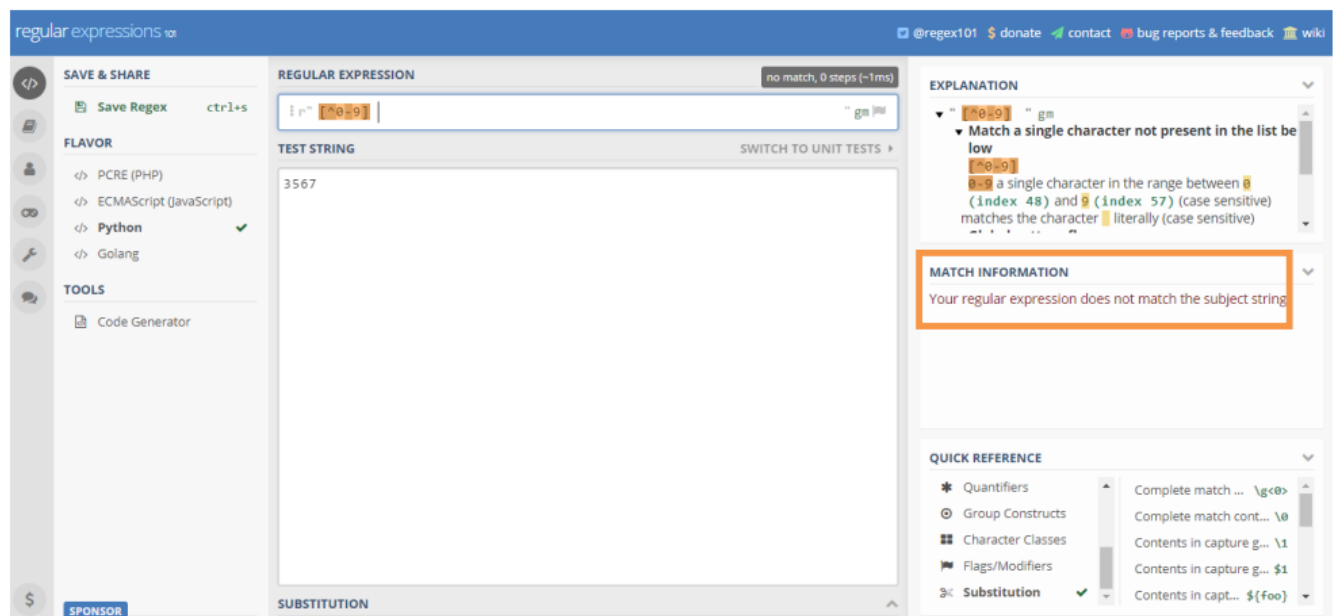 regular expressions 101
@regex101 $ donate contact bug reports & feedback wiki
SAVE & SHARE
Save Regex ctrl+s
FLAVOR
</> PCRE (PHP)
</> ECMAScript (JavaScript)
</> Python
</> Golang
TOOLS
Code Generator
SPONSOR
REGULAR EXPRESSION
no match, 0 steps (~1ms)
r" [^0-9] " gm
TEST STRING
SWITCH TO UNIT TESTS
3567
SUBSTITUTION
EXPLANATION
" [^0-9] " gm
Match a single character not present in the list be
low
[^0-9]
0-9 a single character in the range between 0
(index 48) and 9 (index 57) (case sensitive)
matches the character literally (case sensitive)
MATCH INFORMATION
Your regular expression does not match the subject string
QUICK REFERENCE
Quantifiers
Group Constructs
Character Classes
Flags/Modifiers
Substitution
Complete match ... \g<0>
Complete match cont... \0
Contents in capture g... \1
Contents in capture g... $1
Contents in capt... ${foo}